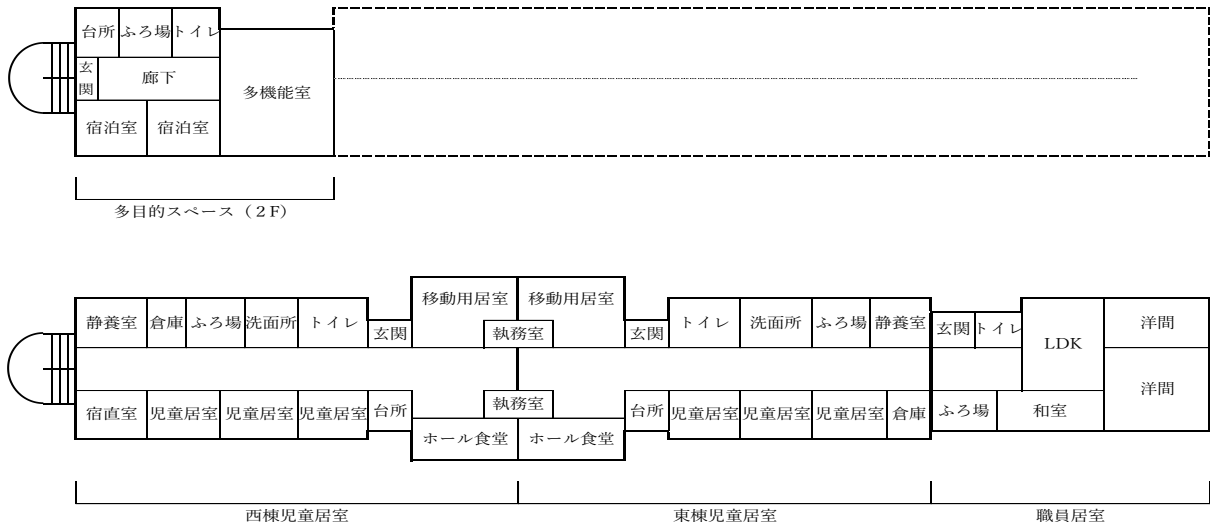 台所 ふろ場 トイレ
玄関 廊下 多機能室
宿泊室 宿泊室
多目的スペース（２F）
移動用居室 移動用居室
静養室 倉庫 ふろ場 洗面所 トイレ 玄関 執務室 玄関 トイレ 洗面所 ふろ場 静養室 玄関 トイレ LDK 洋間
宿直室 児童居室 児童居室 児童居室 台所 執務室 台所 児童居室 児童居室 児童居室 倉庫 ふろ場 和室 洋間
ホール食堂 ホール食堂
西棟児童居室 東棟児童居室 職員居室